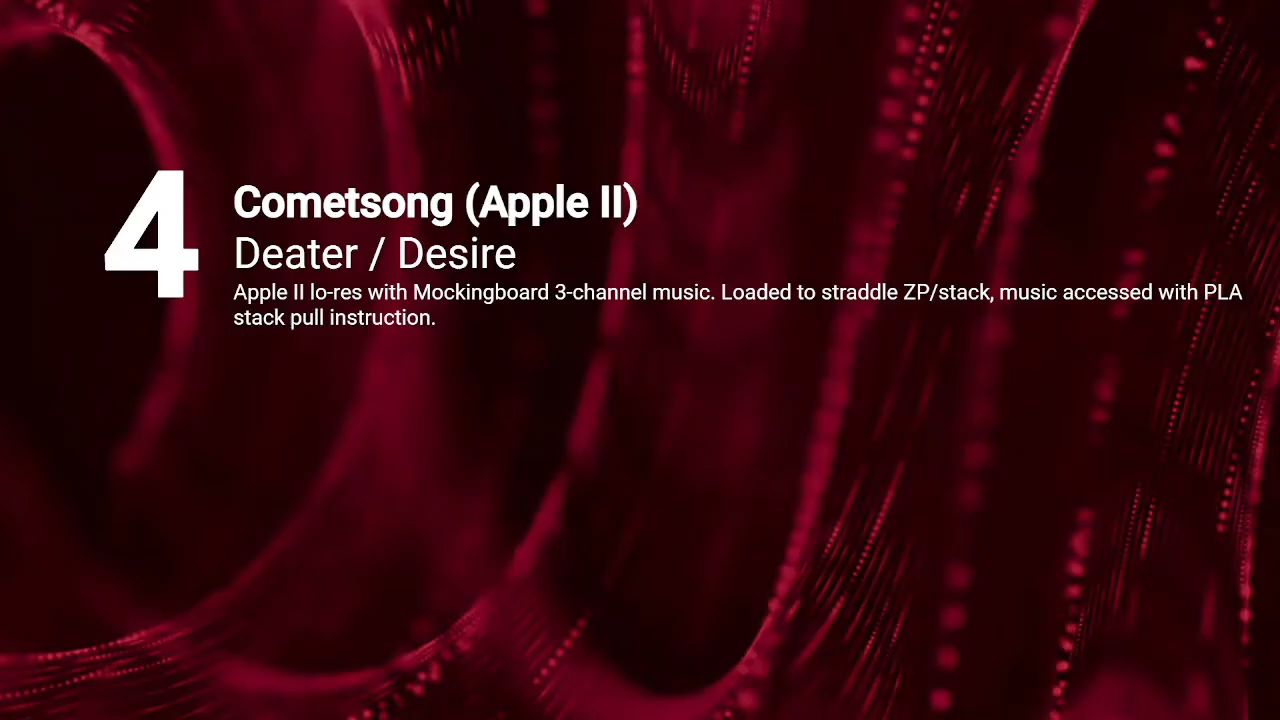 4
Cometsong (Apple II)
Deater / Desire
Apple II lo-res with Mockingboard 3-channel music. Loaded to straddle ZP/stack, music accessed with PLA
stack pull instruction.